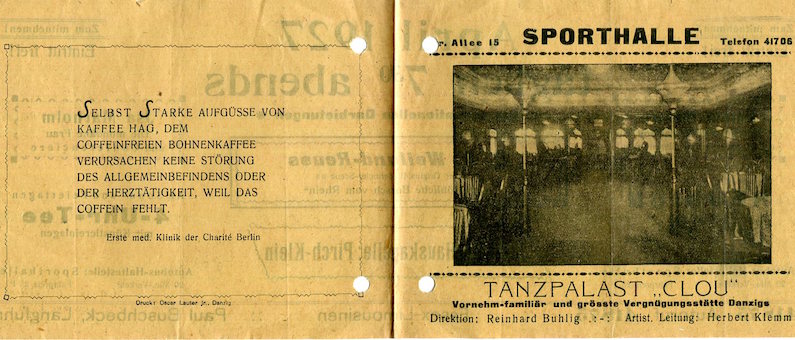 SELBST STARKE AUFGÜSSE VON
KAFFEE HAG, DEM
COFFEINFREIEN BOHNENKAFFEE
VERURSACHEN KEINE STÖRUNG
DES ALLGEMEINBEFINDENS ODER
DER HERZTÄTIGKEIT, WEIL DAS
COFFEIN FEHLT.
Erste med. Klinik der Charité Berlin
Druck: Oscar Lauter jr., Danzig
r. Allee 15 SPORTHALLE Telefon 41706
TANZPALAST „CLOU“
Vornehm-familiär und grösste Vergnügungsstätte Danzigs
Direktion: Reinhard Buhlig .:-: Artist. Leitung: Herbert Klemm